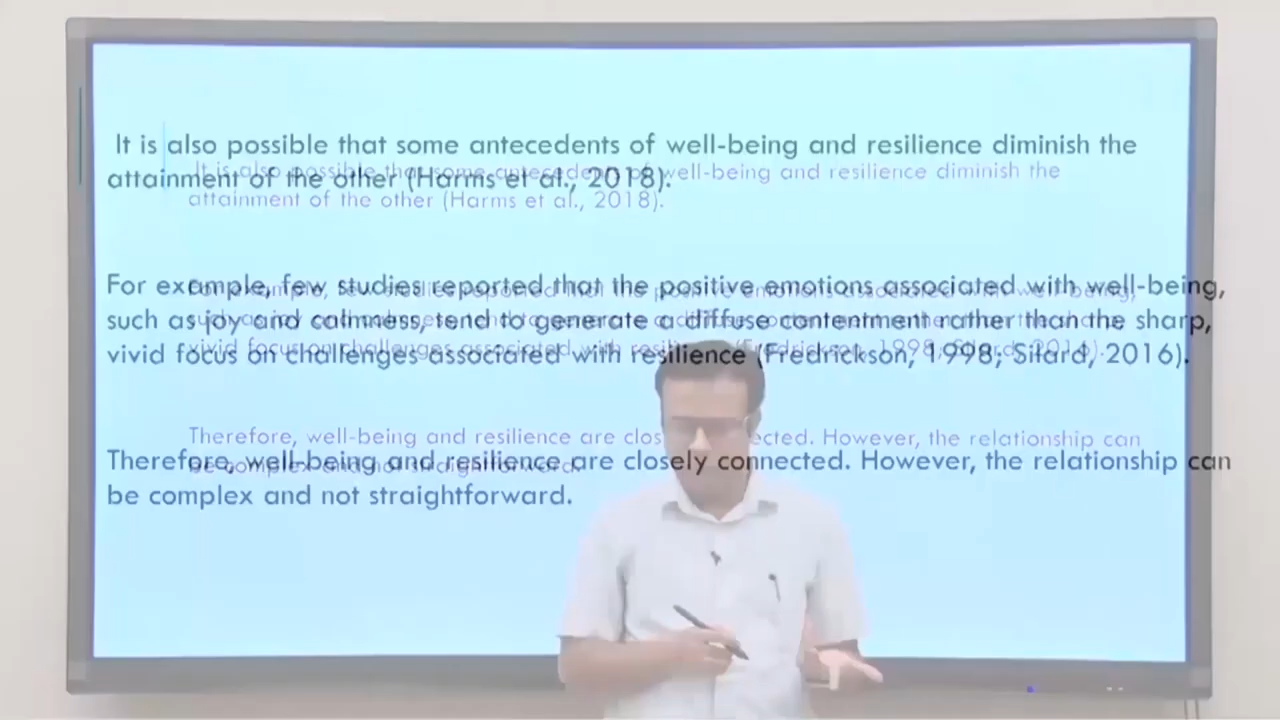 It is also possible that some antecedents of well-being and resilience diminish the
attainment of the other (Harms et al., 2018).
For example, few studies reported that the positive emotions associated with well-being,
such as joy and calmness, tend to generate a diffuse contentment rather than the sharp,
vivid focus on challenges associated with resilience (Fredrickson, 1998; Silard, 2016).
Therefore, well-being and resilience are closely connected. However, the relationship can
be complex and not straightforward.